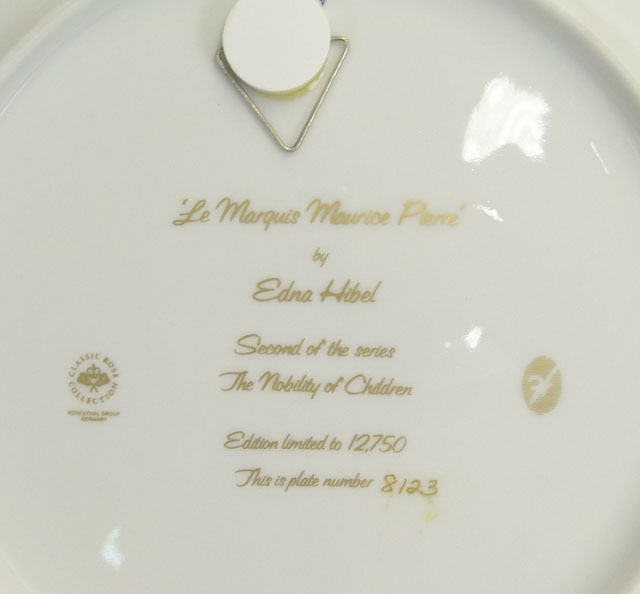 'Le Marquis Maurice Pierre'
by
Edna Hibel
Second of the series
The Nobility of Children
Edition limited to 12,750
This is plate number 8123
CLASSIC ROSE
COLLECTION
ROSENTHAL GROUP
GERMANY